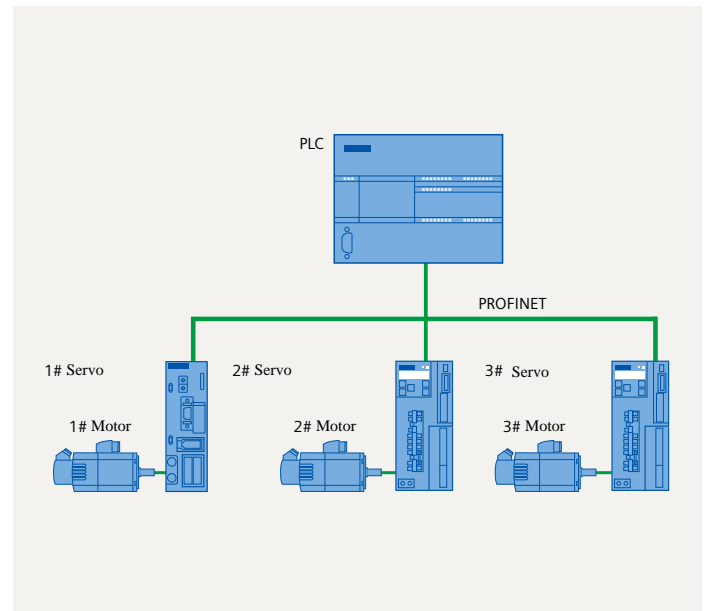 PLC
PROFINET
1# Servo
2# Servo
3# Servo
1# Motor
2# Motor
3# Motor